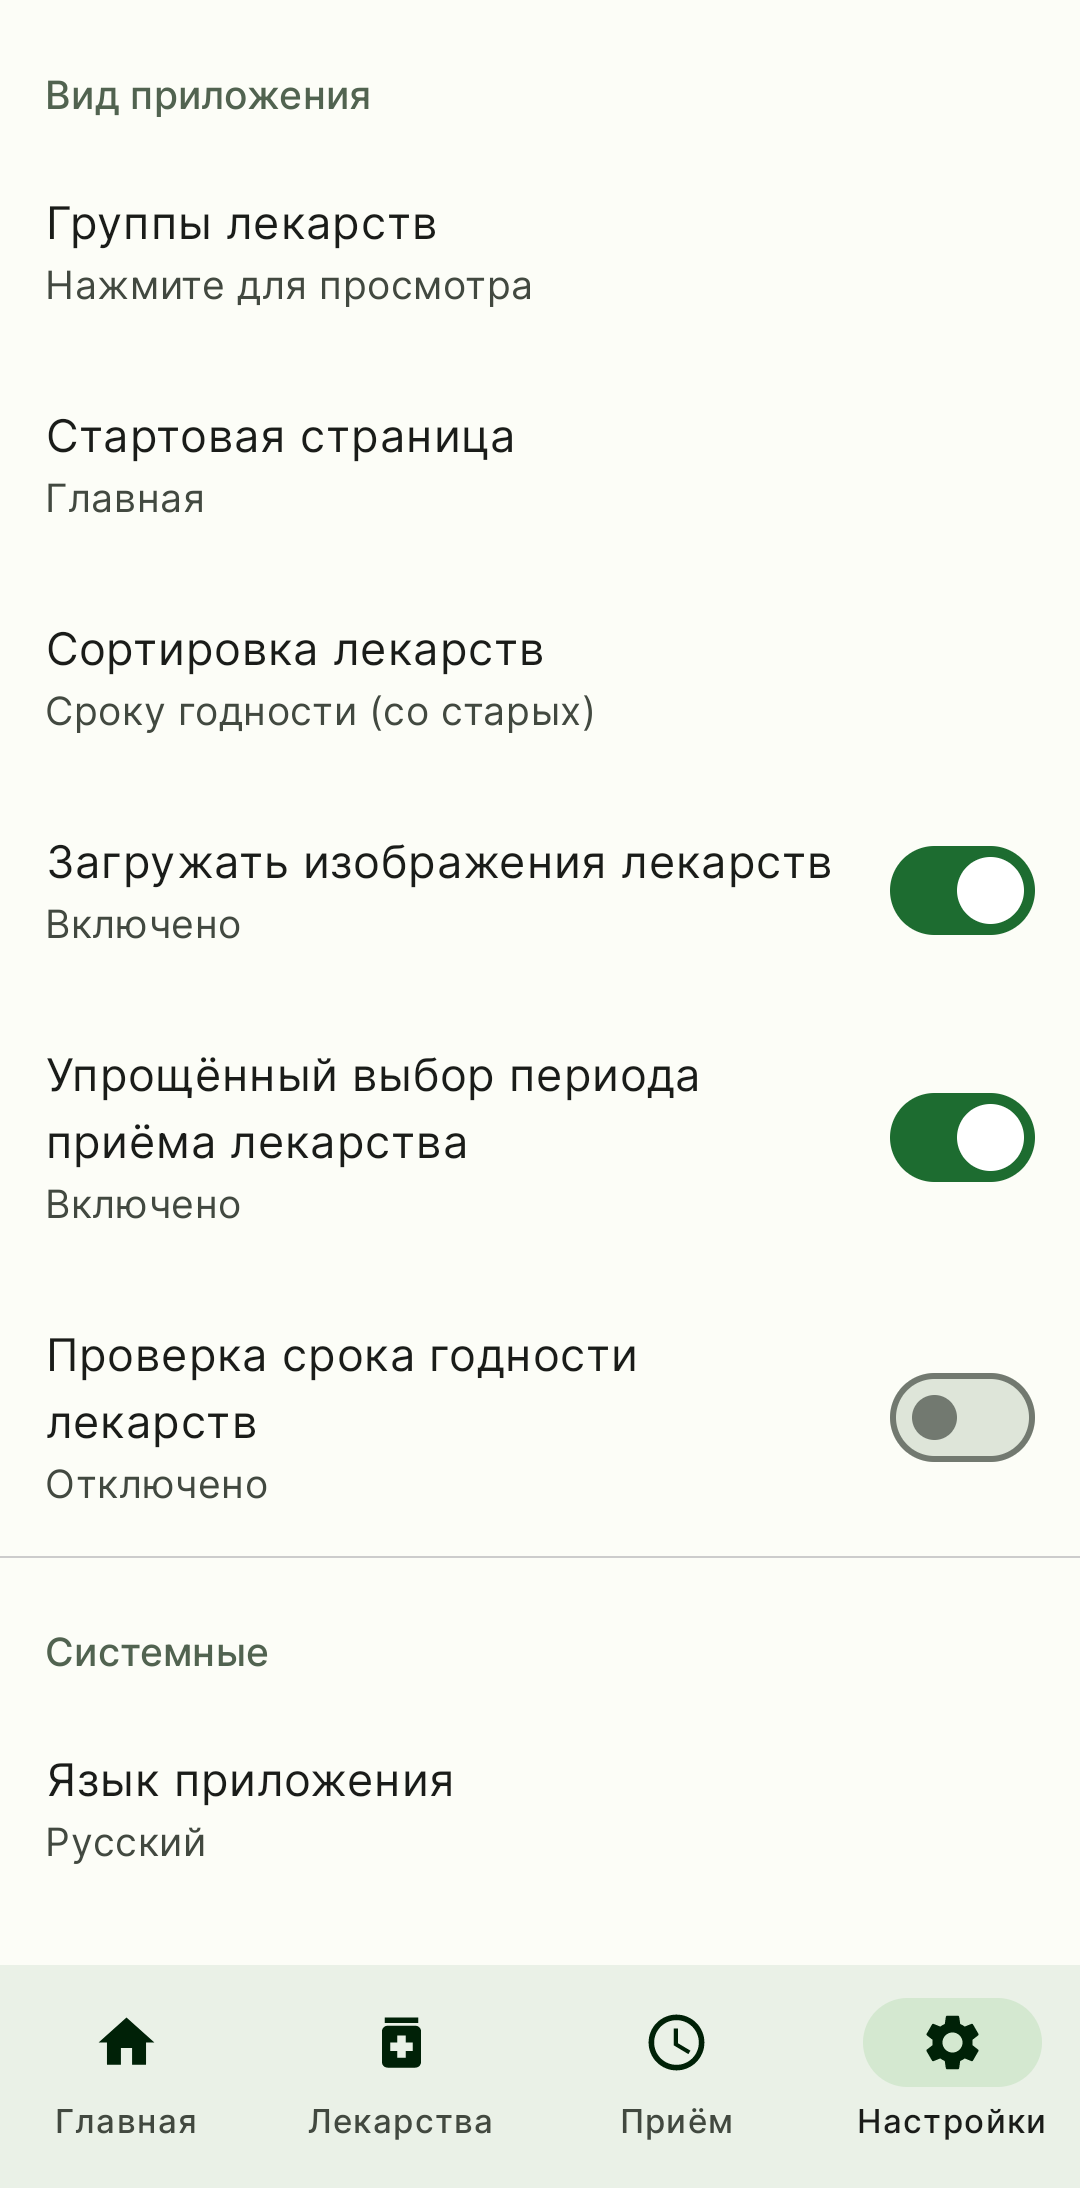 Вид приложения
Группы лекарств
Нажмите для просмотра
Стартовая страница
Главная
Сортировка лекарств
Сроку годности (со старых)
Загружать изображения лекарств
Включено
Упрощённый выбор периода
приёма лекарства
Включено
Проверка срока годности
лекарств
Отключено
Системные
Язык приложения
Русский
Главная
Лекарства
Приём
Настройки